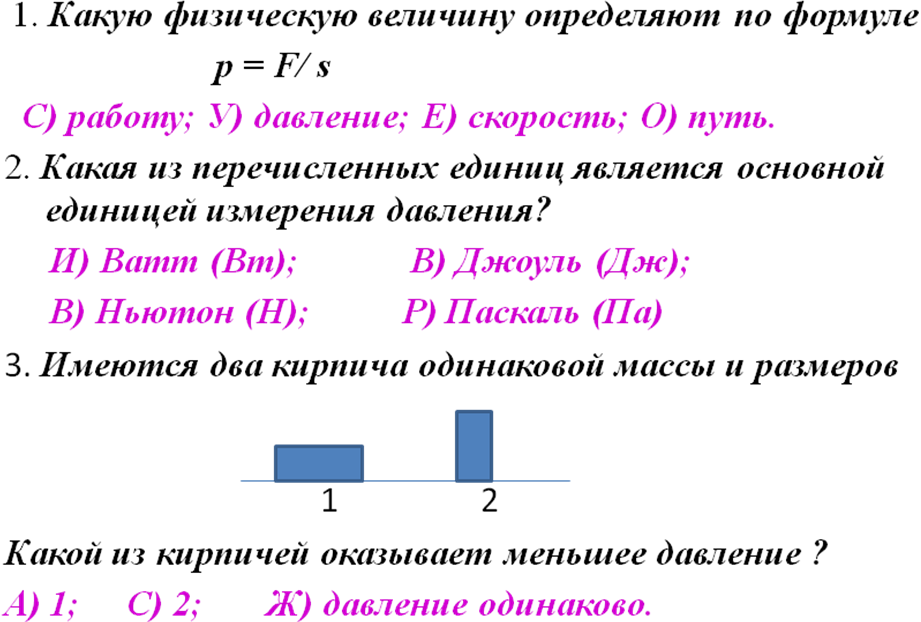 1. Какую физическую величину определяют по формуле
p = F/ s
С) работу; У) давление; Е) скорость; О) путь.
2. Какая из перечисленных единиц является основной
единицей измерения давления?
И) Ватт (Вт); В) Джоуль (Дж);
В) Ньютон (Н); Р) Паскаль (Па)
3. Имеются два кирпича одинаковой массы и размеров
1 2
Какой из кирпичей оказывает меньшее давление ?
А) 1; С) 2; Ж) давление одинаково.